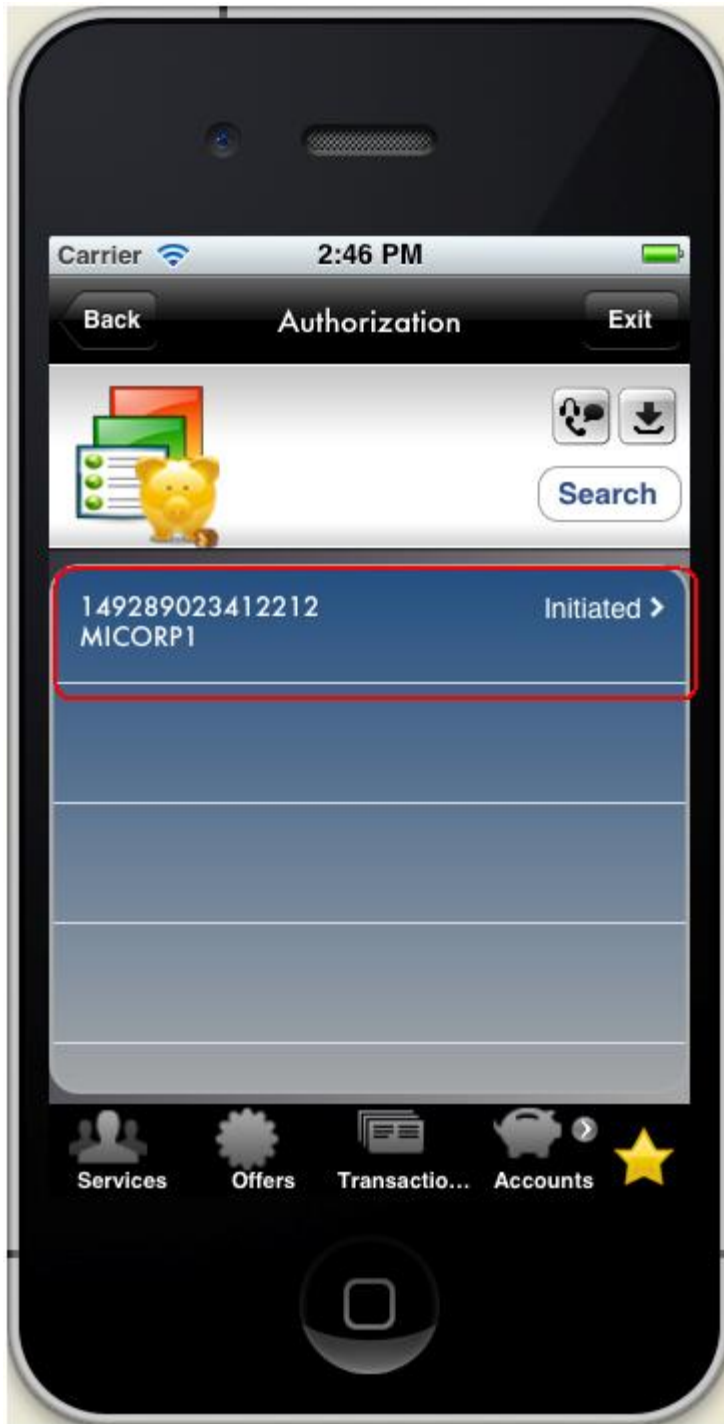 Carrier 2:46 PM
Back Authorization Exit
Search
149289023412212 Initiated >
MICORP1
Services Offers Transactio... Accounts